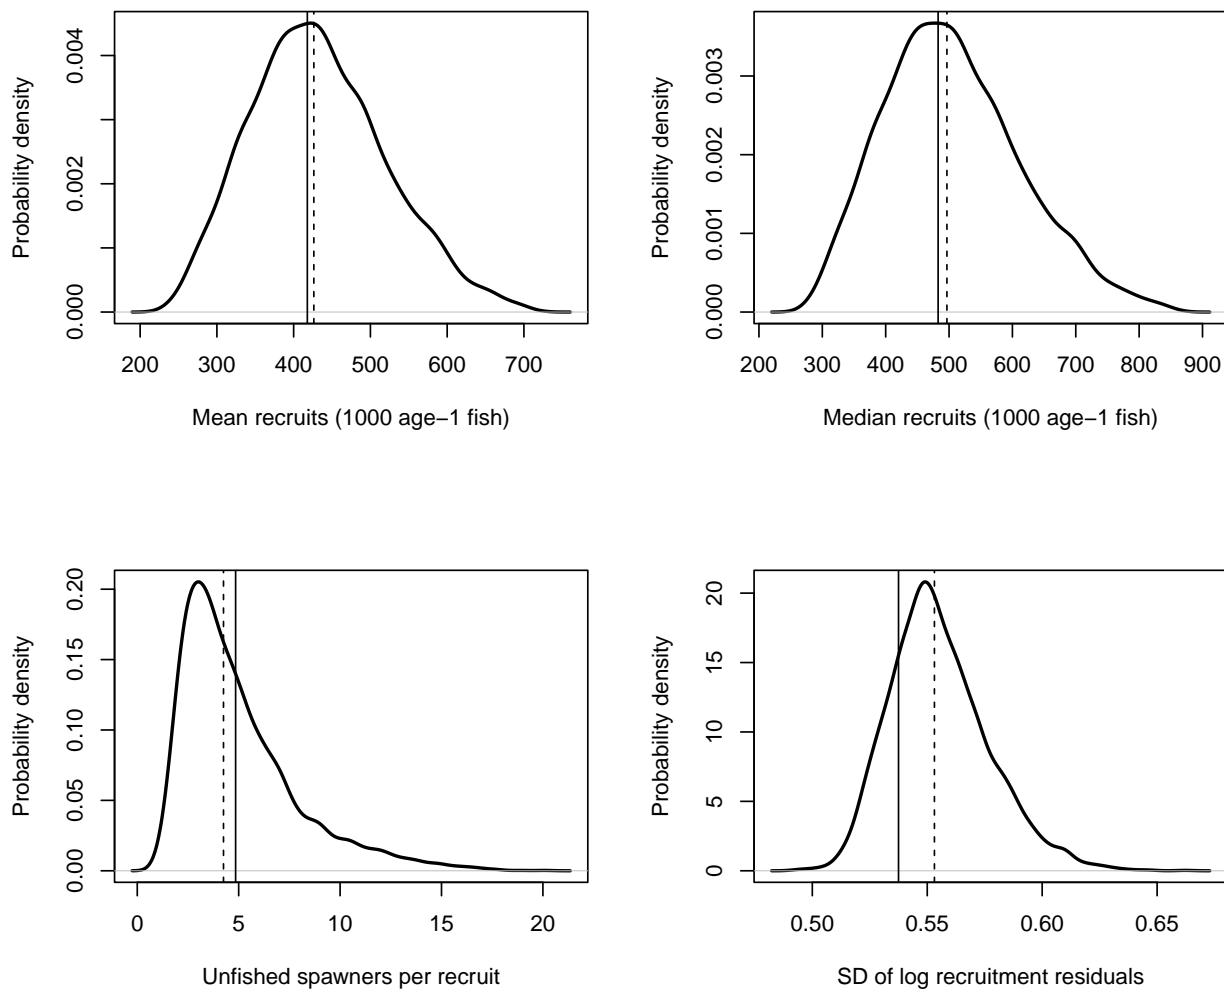 Probability density
0.000
0.002
0.004
200 300 400 500 600 700
Mean recruits (1000 age−1 fish)
Probability density
0.000
0.001
0.002
0.003
200 300 400 500 600 700 800 900
Median recruits (1000 age−1 fish)
Probability density
0.00
0.05
0.10
0.15
0.20
0 5 10 15 20
Unfished spawners per recruit
Probability density
0
5
10
15
20
0.50 0.55 0.60 0.65
SD of log recruitment residuals